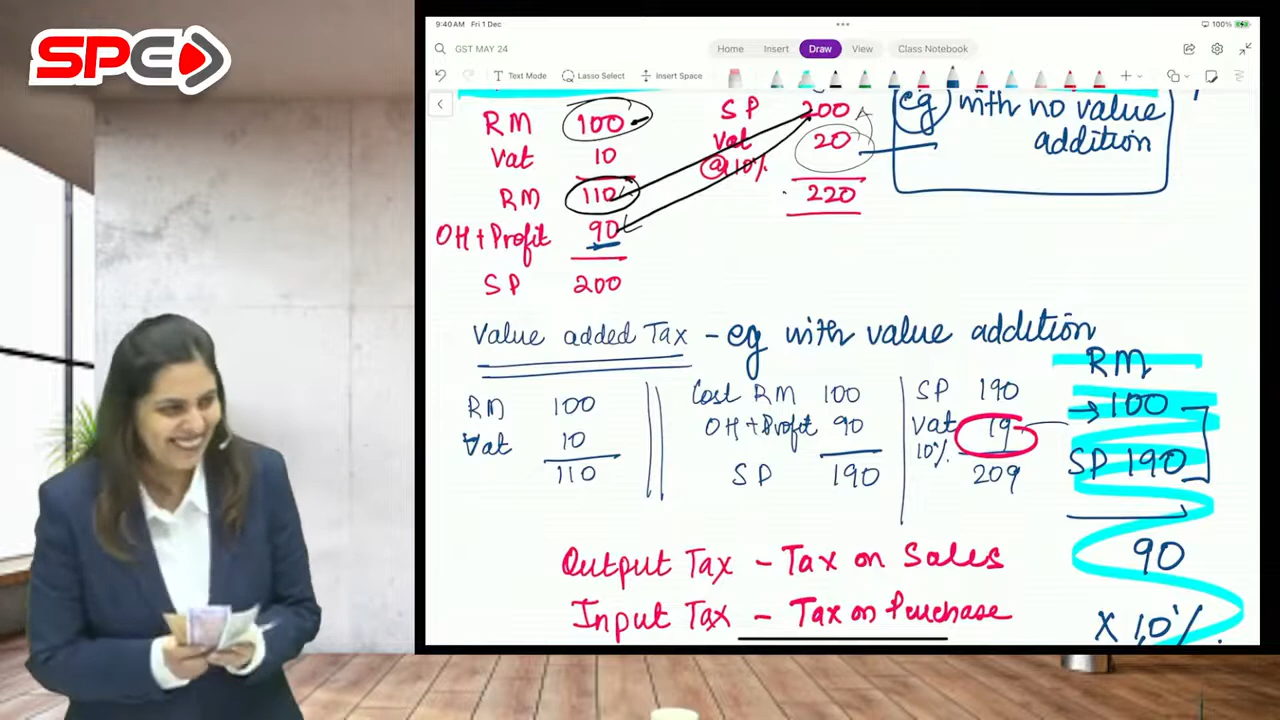 SPE
9:40 AM Fri 1 Dec
100%
GST MAY 24
Home Insert Draw View Class Notebook
Text Mode Lasso Select Insert Space
RM 100
Vat 10
RM 110
OH+Profit 90
SP 200
SP 200
Vat 20
@10%
220
eg with no value
addition
Value added Tax - eg with value addition
RM 100
Vat 10
110
Cost RM 100
OH+Profit 90
SP 190
SP 190
Vat 19
10%
209
RM
→ 100
SP 190
90
X 10%
Output Tax - Tax on Sales
Input Tax - Tax on Purchase